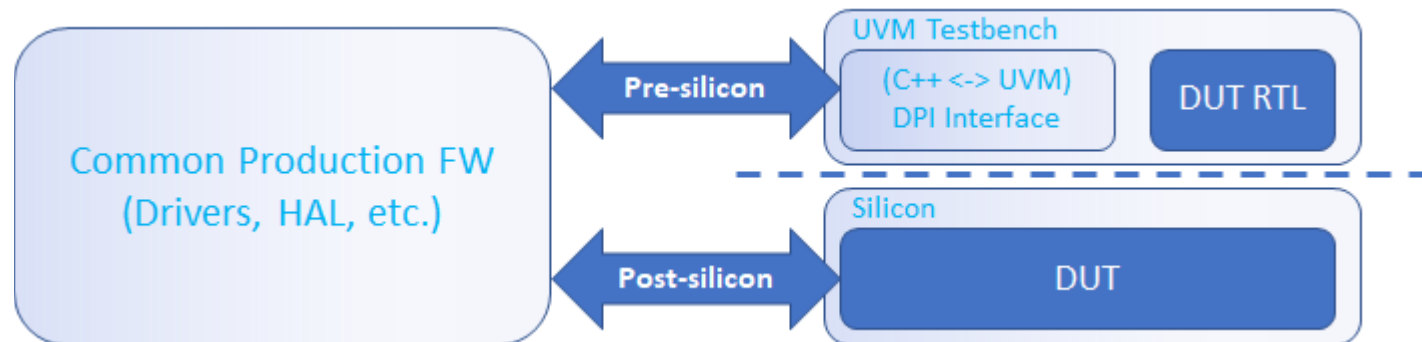 Common Production FW
(Drivers, HAL, etc.)
Pre-silicon
UVM Testbench
(C++ <-> UVM)
DPI Interface
DUT RTL
Post-silicon
Silicon
DUT